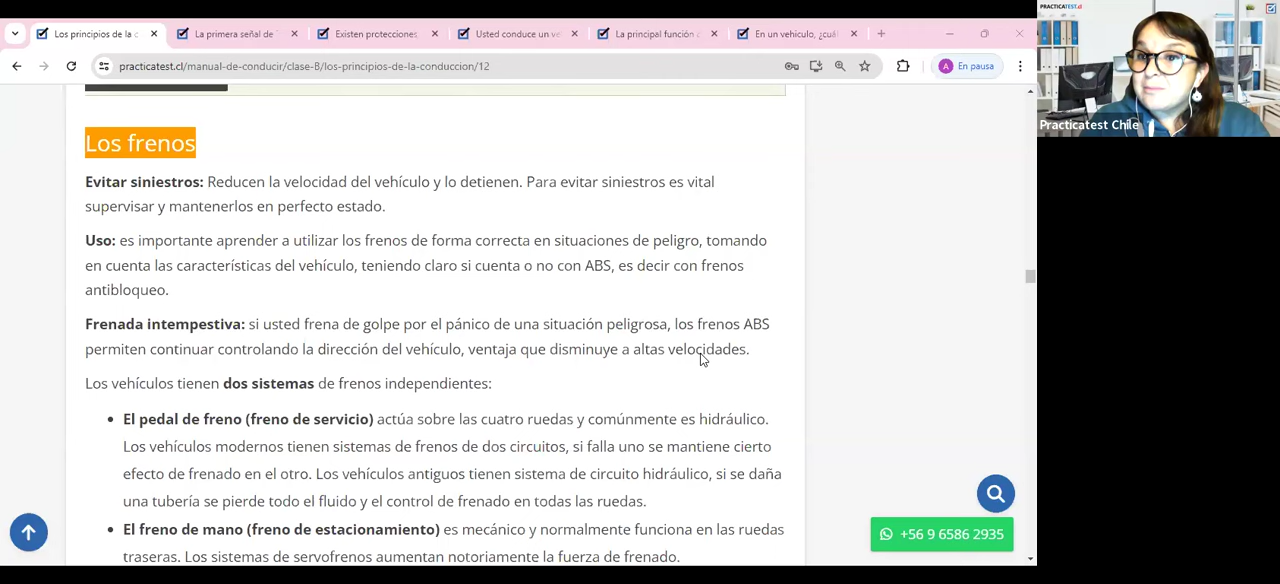 Los principios de la c
La primera señal de
Existen protecciones,
Usted conduce un ve
La principal función d
En un vehiculo, ¿cuál
practicatest.cl/manual-de-conducir/clase-B/los-principios-de-la-conduccion/12
A
En pausa
PRACTICATEST.cl
Practicatest Chile
Los frenos
Evitar siniestros: Reducen la velocidad del vehículo y lo detienen. Para evitar siniestros es vital
supervisar y mantenerlos en perfecto estado.
Uso: es importante aprender a utilizar los frenos de forma correcta en situaciones de peligro, tomando
en cuenta las características del vehículo, teniendo claro si cuenta o no con ABS, es decir con frenos
antibloqueo.
Frenada intempestiva: si usted frena de golpe por el pánico de una situación peligrosa, los frenos ABS
permiten continuar controlando la dirección del vehículo, ventaja que disminuye a altas velocidades.
Los vehículos tienen dos sistemas de frenos independientes:
• El pedal de freno (freno de servicio) actúa sobre las cuatro ruedas y comúnmente es hidráulico.
Los vehículos modernos tienen sistemas de frenos de dos circuitos, si falla uno se mantiene cierto
efecto de frenado en el otro. Los vehículos antiguos tienen sistema de circuito hidráulico, si se daña
una tubería se pierde todo el fluido y el control de frenado en todas las ruedas.
• El freno de mano (freno de estacionamiento) es mecánico y normalmente funciona en las ruedas
traseras. Los sistemas de servofrenos aumentan notoriamente la fuerza de frenado.
+56 9 6586 2935